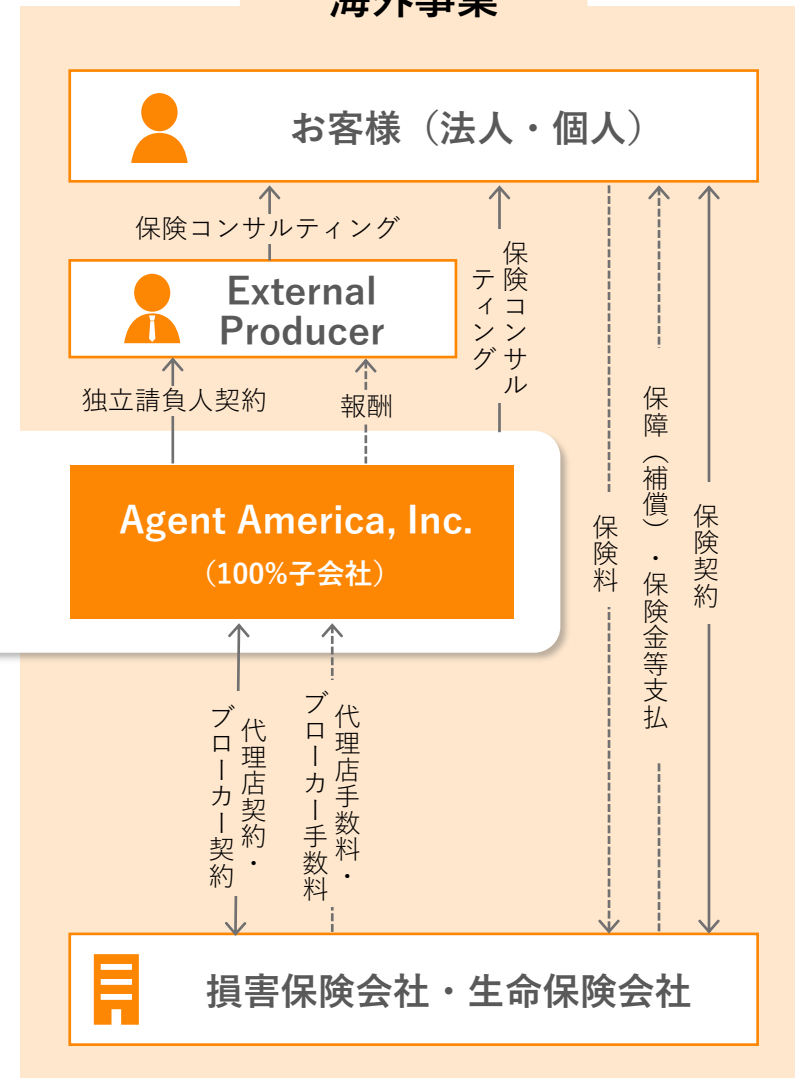 海外事業
お客様（法人・個人）
保険コンサルティング
保険コンサル
ティング
External
Producer
独立請負人契約
報酬
Agent America, Inc.
（100%子会社）
保険料
保障（補償）・保険金等支払
保険契約
代理店契約・
ブローカー契約
代理店手数料・
ブローカー手数料
損害保険会社・生命保険会社